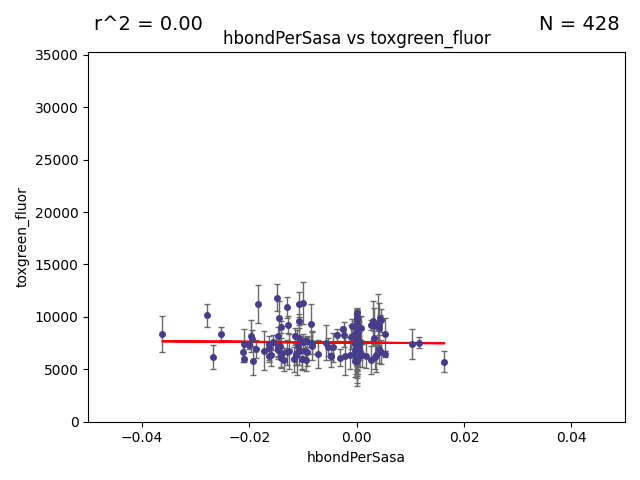 r^2 = 0.00
N = 428
hbondPerSasa vs toxgreen_fluor
35000
30000
25000
20000
15000
10000
5000
0
toxgreen_fluor
−0.04
−0.02
0.00
0.02
0.04
hbondPerSasa